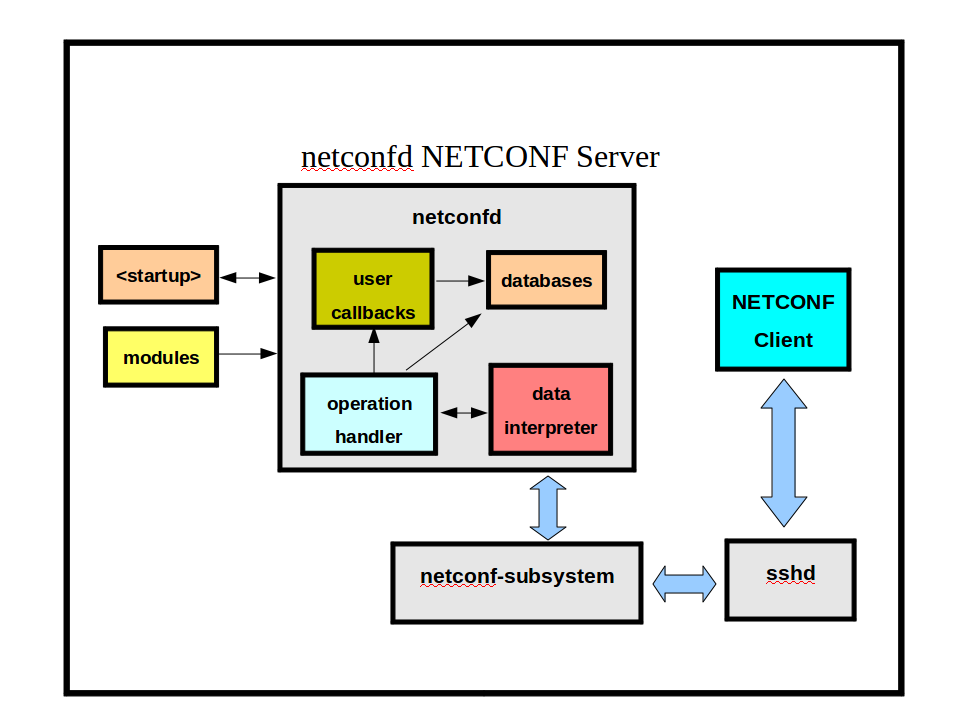 netconfd NETCONF Server
netconfd
<startup>
user
callbacks
databases
NETCONF
Client
modules
operation
handler
data
interpreter
netconf-subsystem
sshd